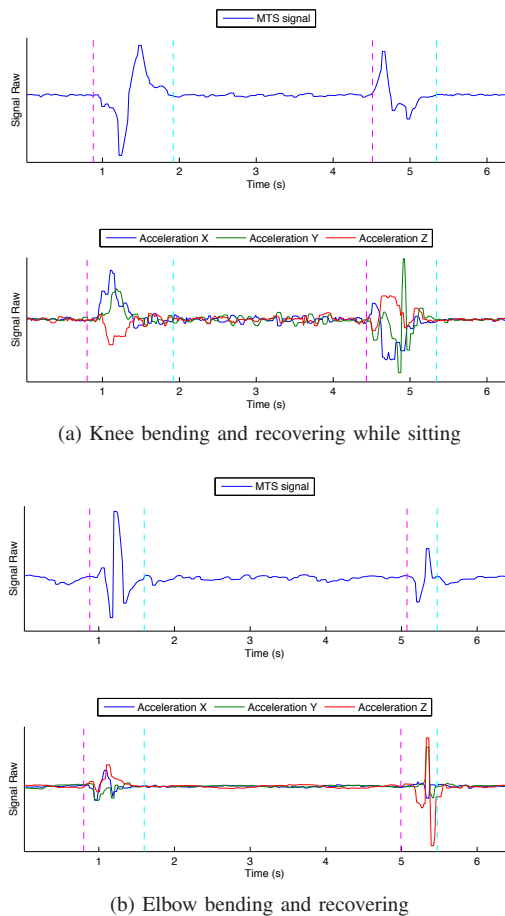 MTS signal
Signal Raw
1 2 3 4 5 6
Time (s)
Acceleration X Acceleration Y Acceleration Z
Signal Raw
1 2 3 4 5 6
Time (s)
(a) Knee bending and recovering while sitting
MTS signal
Signal Raw
1 2 3 4 5 6
Time (s)
Acceleration X Acceleration Y Acceleration Z
Signal Raw
1 2 3 4 5 6
Time (s)
(b) Elbow bending and recovering